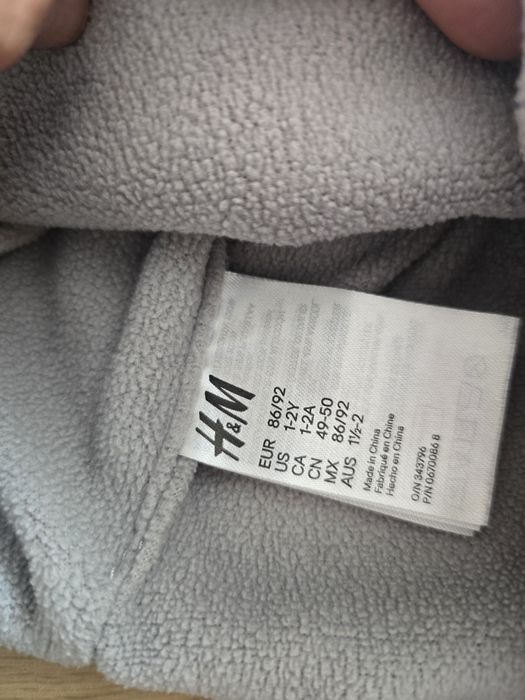 H&M
EUR 86/92
US 1-2Y
CA 1-2A
CN 49-50
MX 86/92
AUS 1½-2
Made in China
Fabriqué en Chine
Hecho en China
O/N 343796
P/N 0670086 B